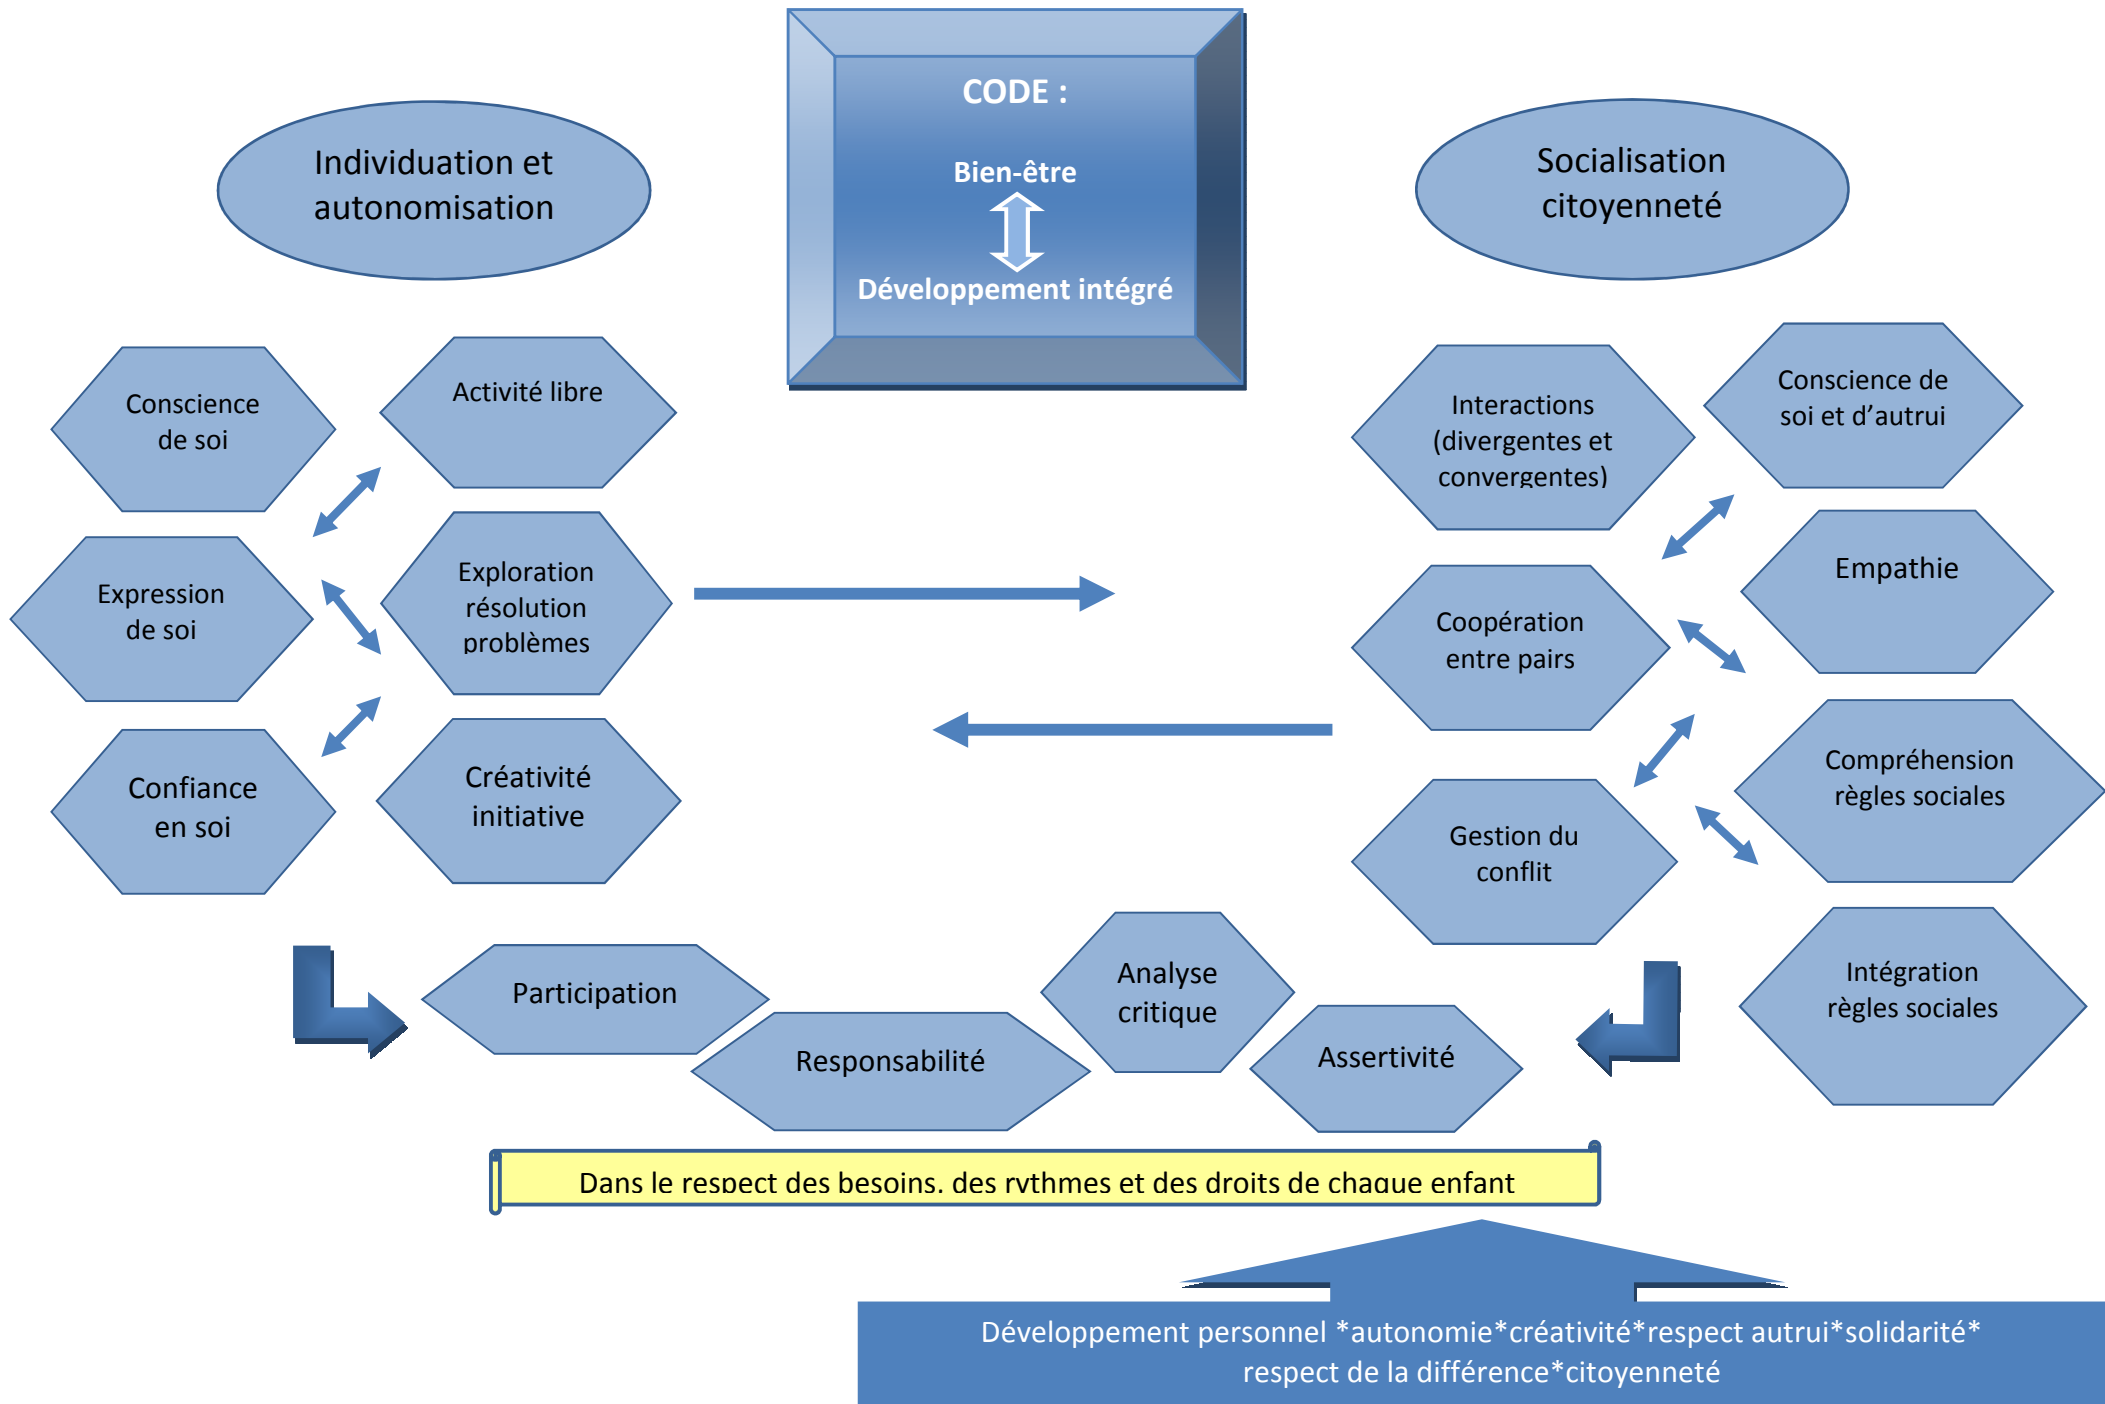 CODE :
Bien-être
Développement intégré
Individuation et
autonomisation
Socialisation
citoyenneté
Conscience
de soi
Activité libre
Expression
de soi
Exploration
résolution
problèmes
Confiance
en soi
Créativité
initiative
Interactions
(divergentes et
convergentes)
Conscience de
soi et d’autrui
Coopération
entre pairs
Empathie
Gestion du
conflit
Compréhension
règles sociales
Intégration
règles sociales
Participation
Responsabilité
Analyse
critique
Assertivité
Dans le respect des besoins, des rythmes et des droits de chaque enfant
Développement personnel *autonomie*créativité*respect autrui*solidarité*
respect de la différence*citoyenneté